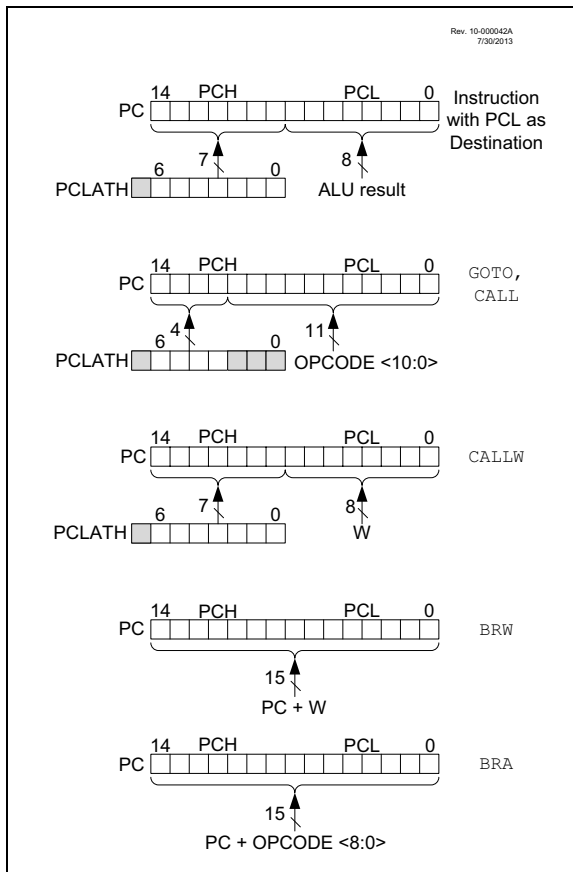 Rev. 10-000042A
7/30/2013
14 PCH PCL 0
PC
Instruction
with PCL as
Destination
7 8
6 0
PCLATH
ALU result
14 PCH PCL 0
PC
GOTO,
CALL
4 11
6 0
PCLATH
OPCODE <10:0>
14 PCH PCL 0
PC
CALLW
7 8
6 0
PCLATH
W
14 PCH PCL 0
PC
BRW
15
PC + W
14 PCH PCL 0
PC
BRA
15
PC + OPCODE <8:0>